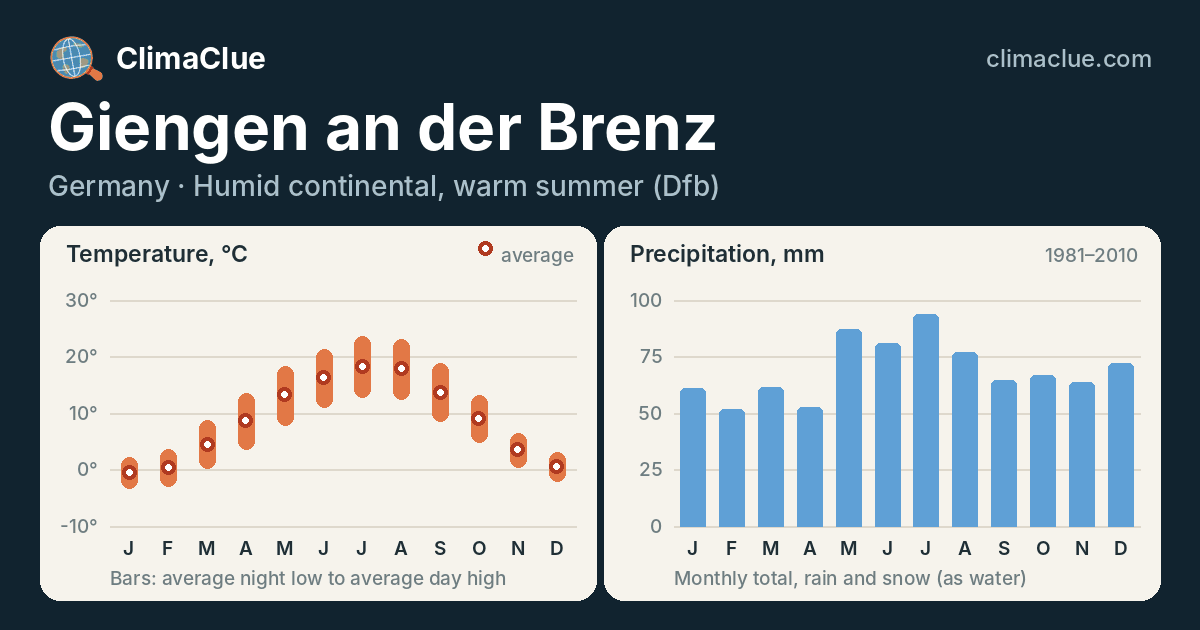 ClimaClue
climaclue.com
Giengen an der Brenz
Germany · Humid continental, warm summer (Dfb)
Temperature, °C
average
30°
20°
10°
0°
-10°
J F M A M J J A S O N D
Bars: average night low to average day high
Precipitation, mm
1981–2010
100
75
50
25
0
J F M A M J J A S O N D
Monthly total, rain and snow (as water)